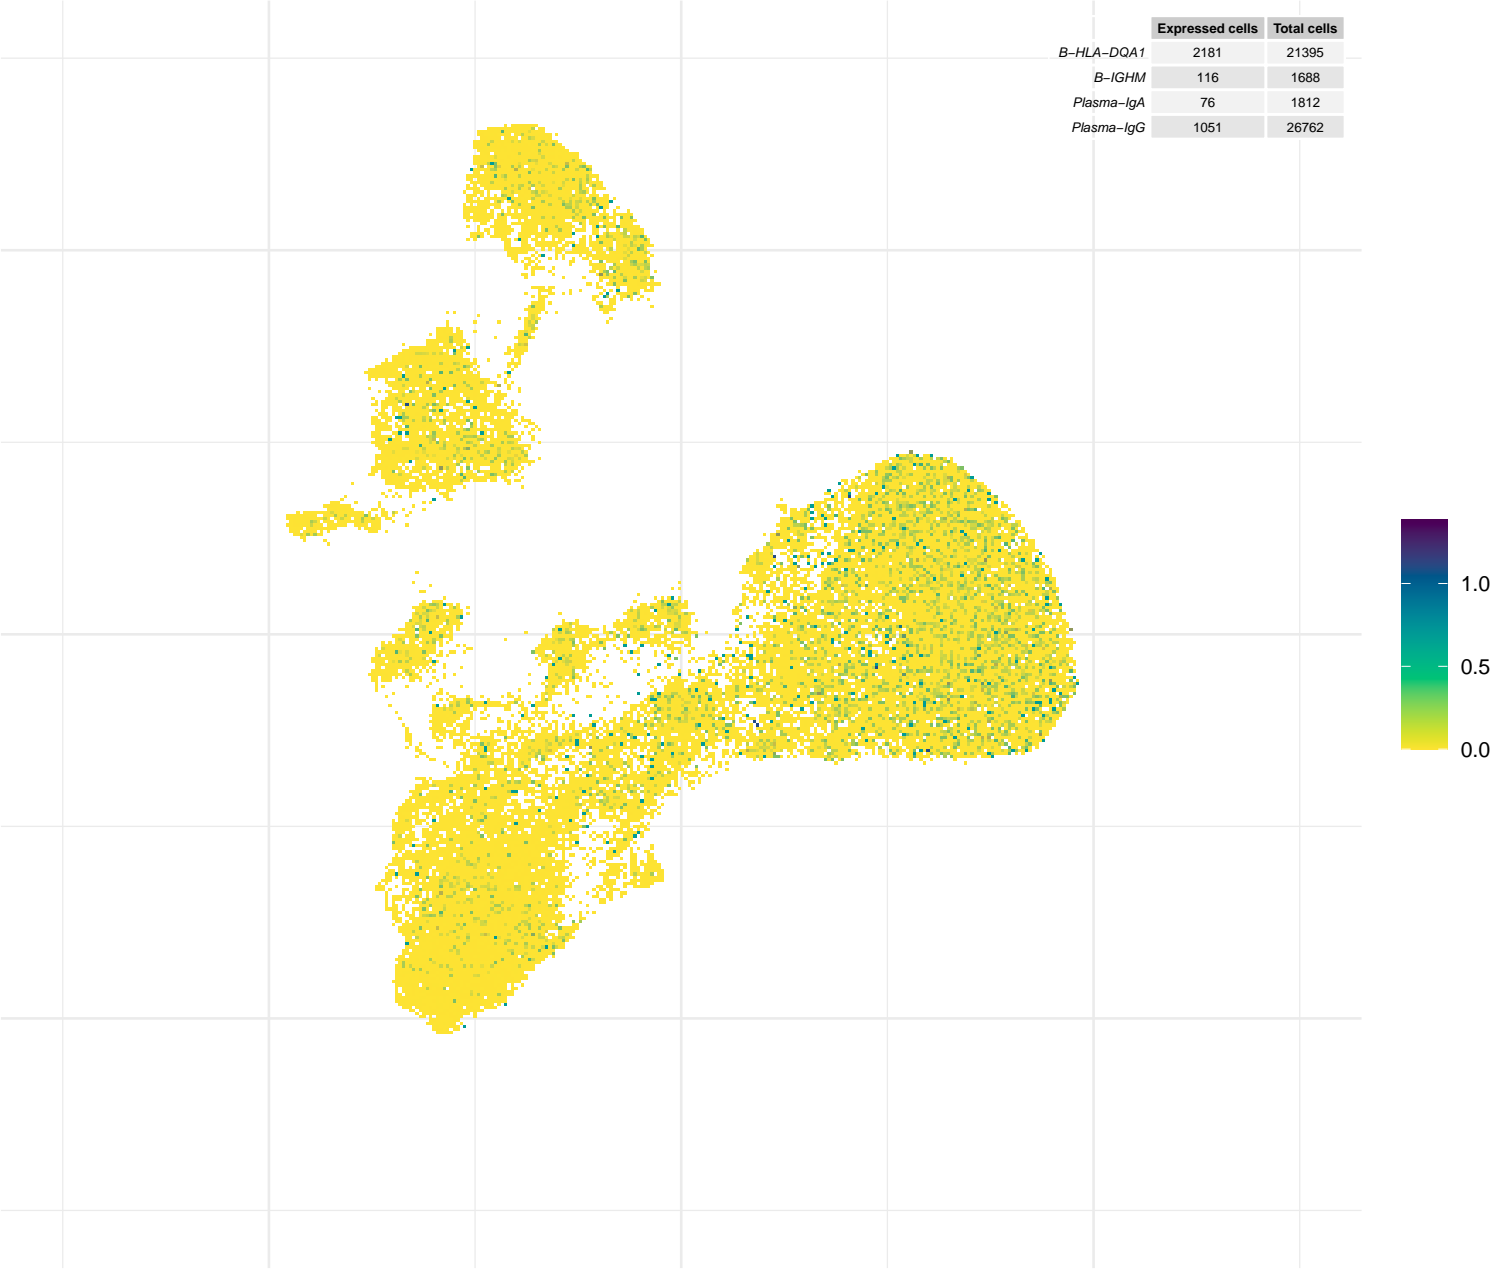 Expressed cells Total cells
B−HLA−DQA1 2181 21395
B−IGHM 116 1688
Plasma−IgA 76 1812
Plasma−IgG 1051 26762
1.0
0.5
0.0